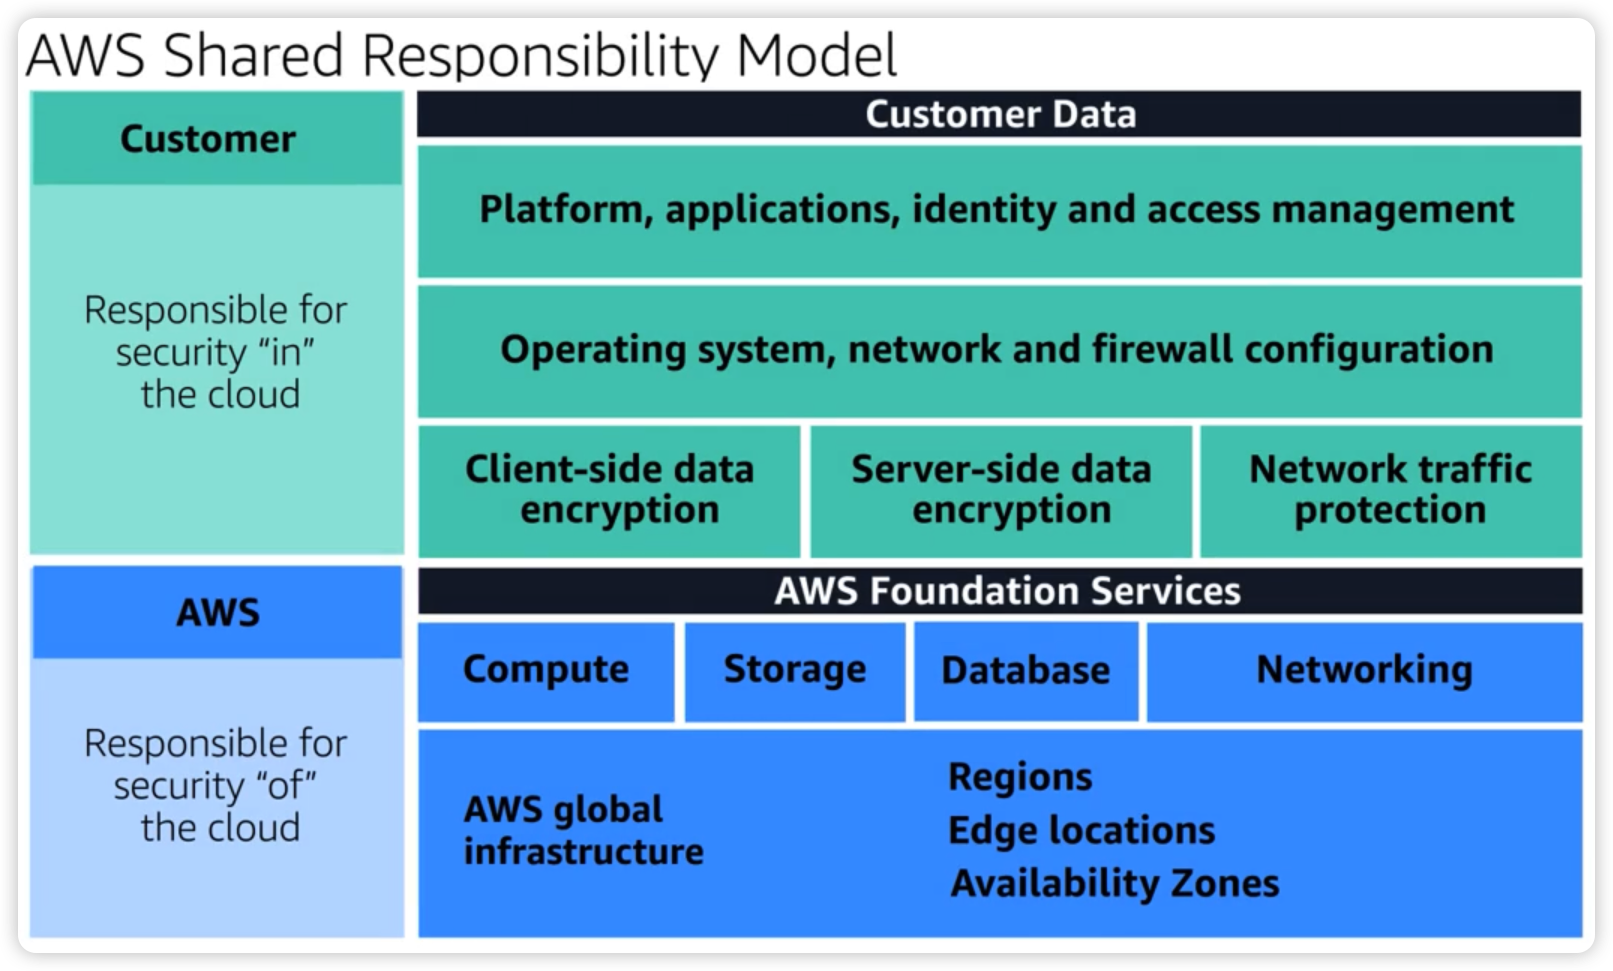 AWS Shared Responsibility Model
Customer
Responsible for
security “in”
the cloud
Customer Data
Platform, applications, identity and access management
Operating system, network and firewall configuration
Client-side data
encryption
Server-side data
encryption
Network traffic
protection
AWS
Responsible for
security “of”
the cloud
AWS Foundation Services
Compute
Storage
Database
Networking
AWS global
infrastructure
Regions
Edge locations
Availability Zones